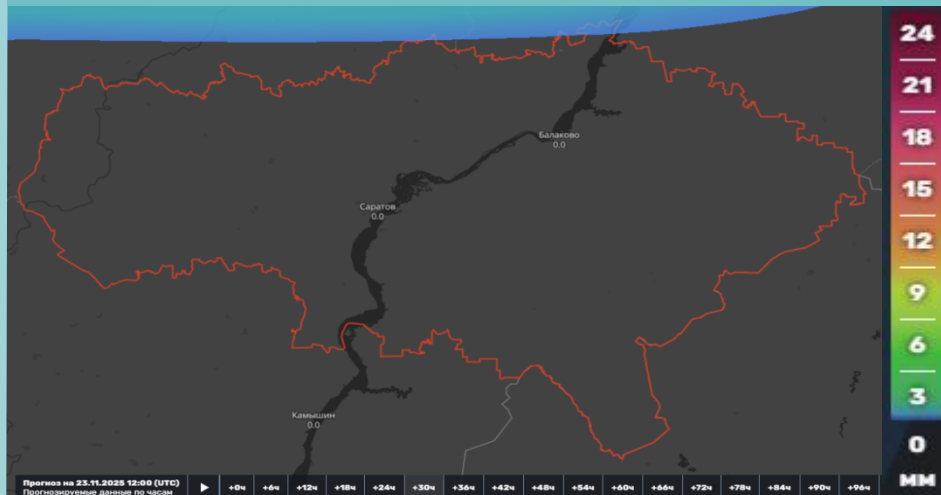 24
21
18
15
12
9
6
3
0
мм
Балаково
0.0
Саратов
0.0
Камышин
0.0
Прогноз на 23.11.2025 12:00 (UTC)
Прогнозируемые данные по часам
+0ч +6ч +12ч +18ч +24ч +30ч +36ч +42ч +48ч +54ч +60ч +66ч +72ч +78ч +84ч +90ч +96ч